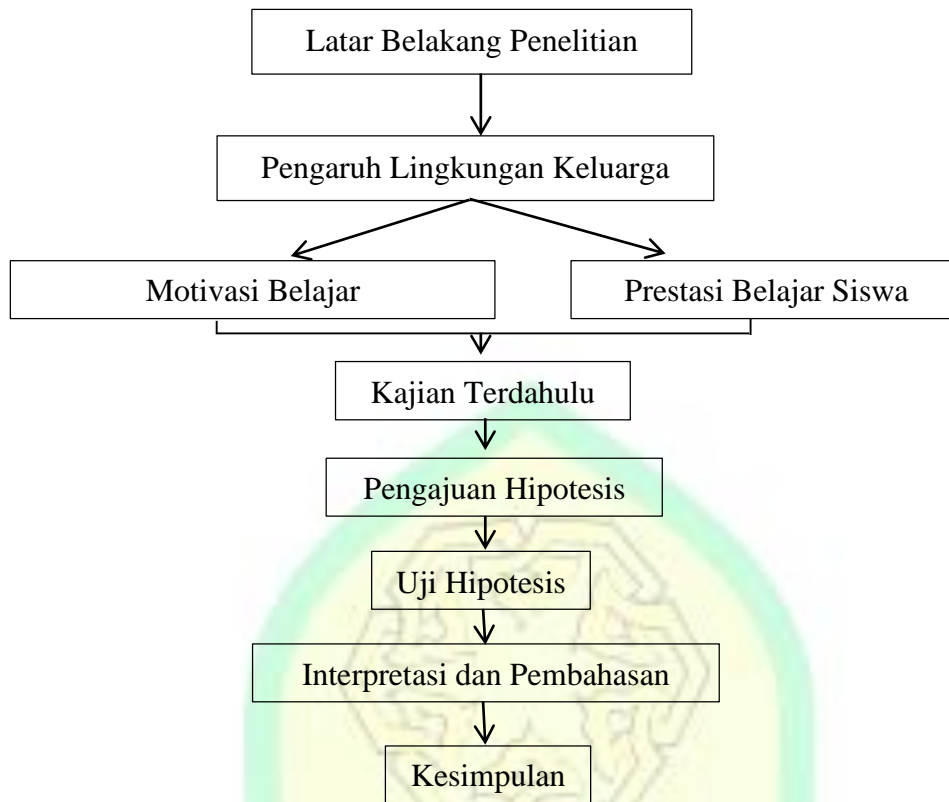 Latar Belakang Penelitian
Pengaruh Lingkungan Keluarga
Motivasi Belajar
Prestasi Belajar Siswa
Kajian Terdahulu
Pengajuan Hipotesis
Uji Hipotesis
Interpretasi dan Pembahasan
Kesimpulan